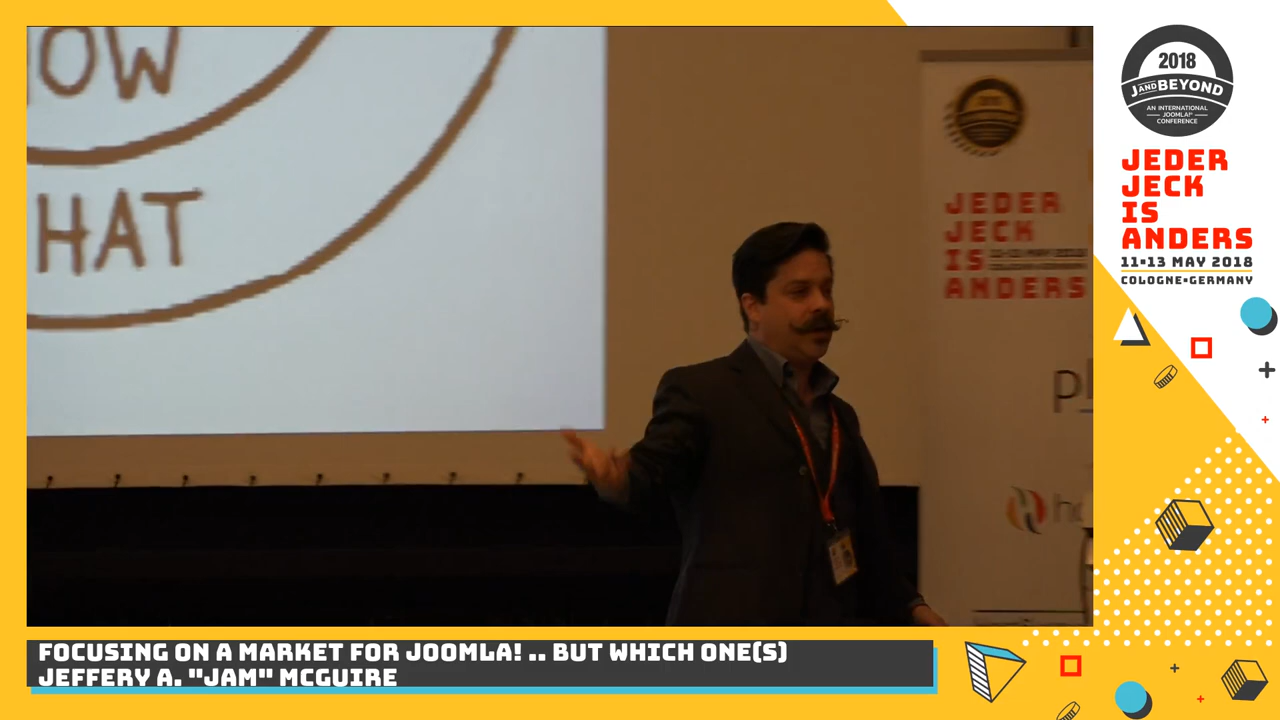 OW
HAT
JEDER
JECK
IS
ANDERS
2018
J AND BEYOND
AN INTERNATIONAL
JOOMLA!
CONFERENCE
JEDER
JECK
IS
ANDERS
11-13 MAY 2018
COLOGNE▪GERMANY
FOCUSING ON A MARKET FOR JOOMLA! .. BUT WHICH ONE(S)
JEFFERY A. "JAM" MCGUIRE